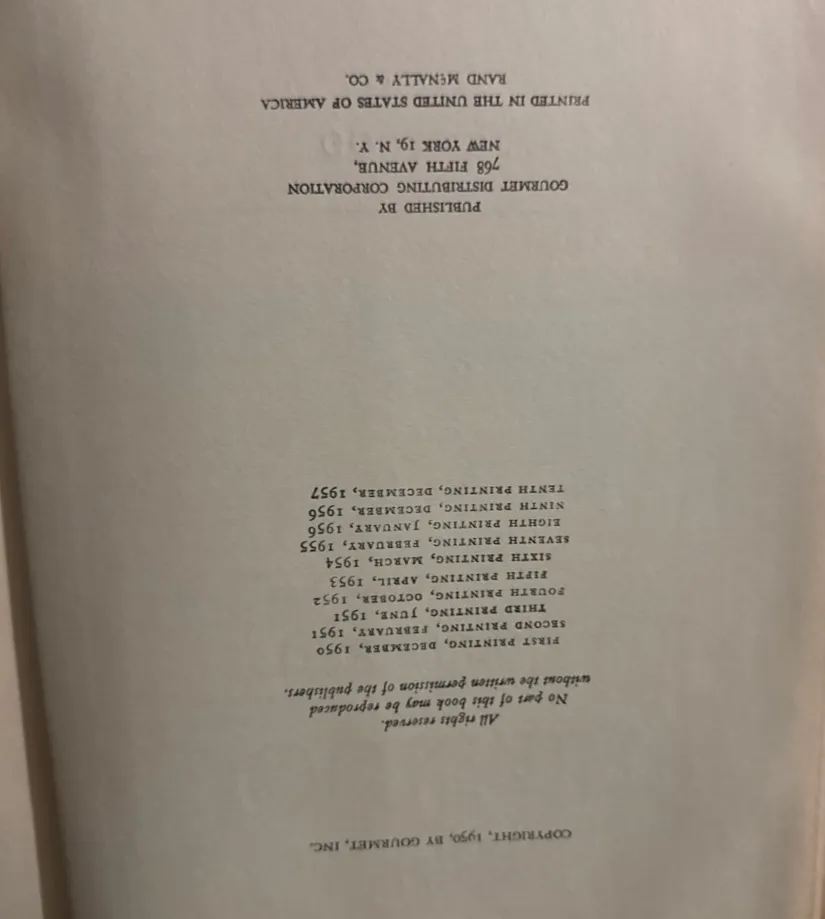 COPYRIGHT, 1950, BY GOURMET, INC.
All rights reserved.
No part of this book may be reproduced
without the written permission of the publishers.
FIRST PRINTING, DECEMBER, 1950
SECOND PRINTING, FEBRUARY, 1951
THIRD PRINTING, JUNE, 1951
FOURTH PRINTING, OCTOBER, 1952
FIFTH PRINTING, APRIL, 1953
SIXTH PRINTING, MARCH, 1954
SEVENTH PRINTING, FEBRUARY, 1955
EIGHTH PRINTING, JANUARY, 1956
NINTH PRINTING, DECEMBER, 1956
TENTH PRINTING, DECEMBER, 1957
PUBLISHED BY
GOURMET DISTRIBUTING CORPORATION
768 FIFTH AVENUE,
NEW YORK 19, N. Y.
PRINTED IN THE UNITED STATES OF AMERICA
RAND MCNALLY & CO.